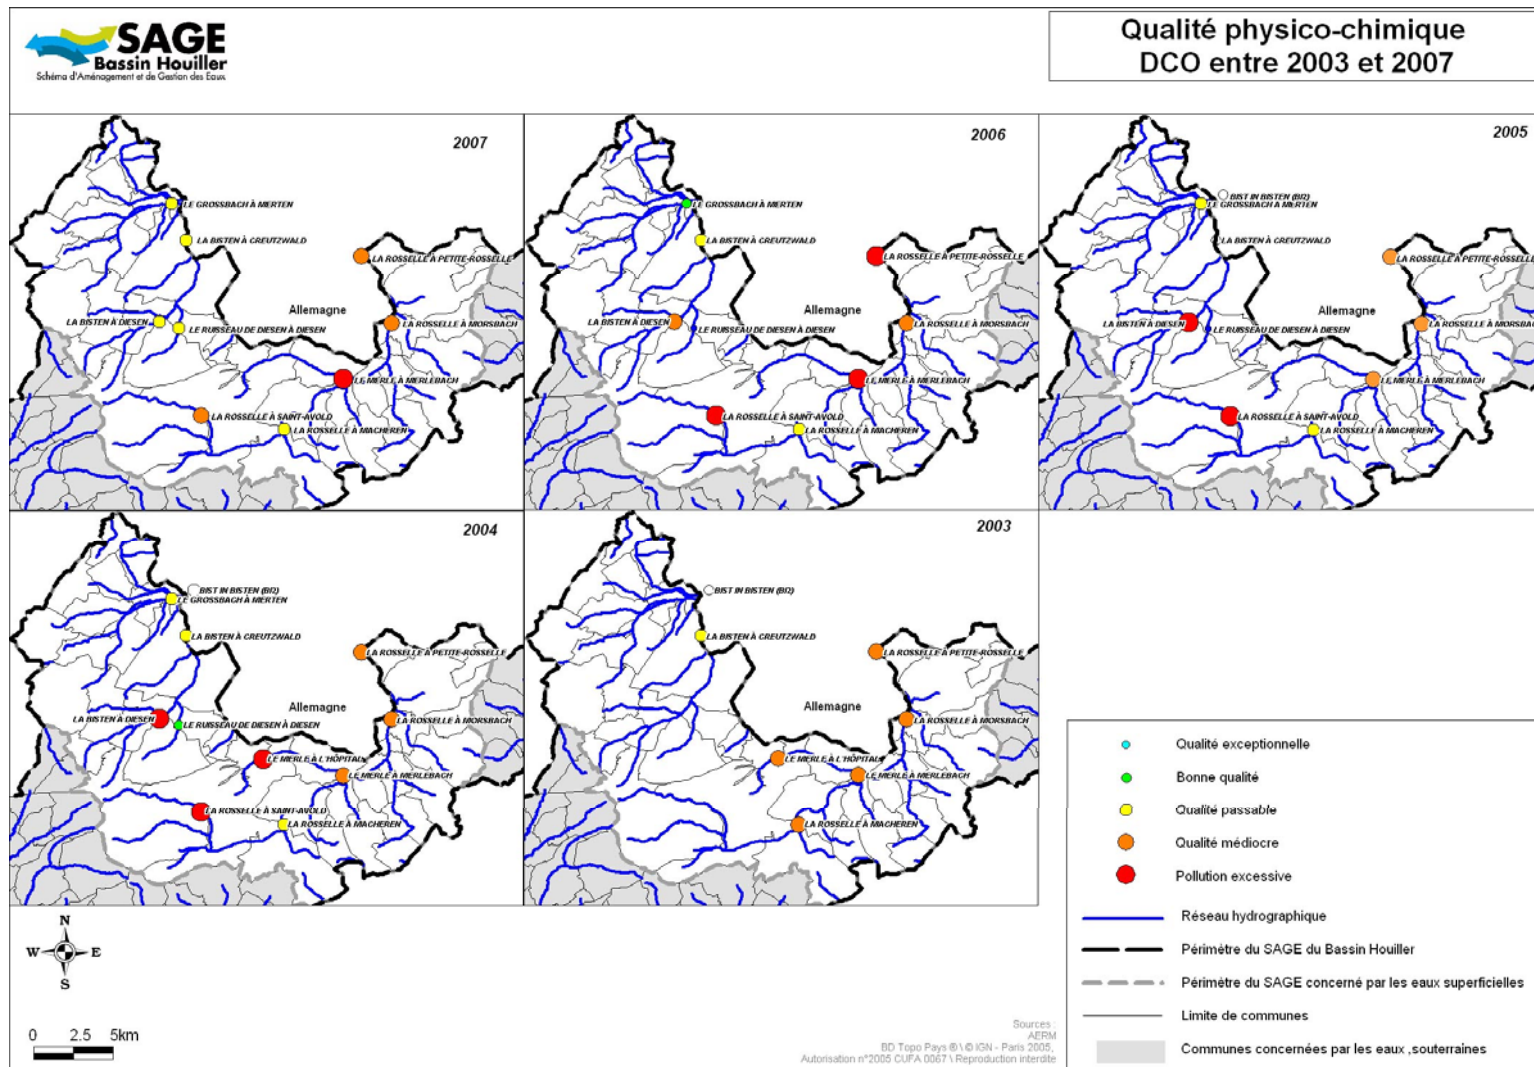 SAGE
Bassin Houiller
Schéma d'Aménagement et de Gestion des Eaux
Qualité physico-chimique
DCO entre 2003 et 2007
2007
LE GROSSBACH À MERTEN
LA BISTEN À CREUTZWALD
LA ROSSELLE À PETITE-ROSSELLE
Allemagne
LA BISTEN À DIESEN
LE RUISSEAU DE DIESEN À DIESEN
LA ROSSELLE À MORSBACH
LE MERLE À MERLEBACH
LA ROSSELLE À SAINT-AVOLD
LA ROSSELLE À MACHEREN
2006
LE GROSSBACH À MERTEN
LA BISTEN À CREUTZWALD
LA ROSSELLE À PETITE-ROSSELLE
Allemagne
LA BISTEN À DIESEN
LE RUISSEAU DE DIESEN À DIESEN
LA ROSSELLE À MORSBACH
LE MERLE À MERLEBACH
LA ROSSELLE À SAINT-AVOLD
LA ROSSELLE À MACHEREN
2005
BIST IN BISTEN (BI2)
LE GROSSBACH À MERTEN
LA BISTEN À CREUTZWALD
LA ROSSELLE À PETITE-ROSSELLE
Allemagne
LA BISTEN À DIESEN
LE RUISSEAU DE DIESEN À DIESEN
LA ROSSELLE À MORSBAC
LE MERLE À MERLEBACH
LA ROSSELLE À SAINT-AVOLD
LA ROSSELLE À MACHEREN
2004
BIST IN BISTEN (BI2)
LE GROSSBACH À MERTEN
LA BISTEN À CREUTZWALD
LA ROSSELLE À PETITE-ROSSELLE
Allemagne
LA BISTEN À DIESEN
LE RUISSEAU DE DIESEN À DIESEN
LA ROSSELLE À MORSBACH
LE MERLE À L'HÔPITAL
LE MERLE À MERLEBACH
LA ROSSELLE À SAINT-AVOLD
LA ROSSELLE À MACHEREN
2003
BIST IN BISTEN (BI2)
LA BISTEN À CREUTZWALD
LA ROSSELLE À PETITE-ROSSELLE
Allemagne
LA ROSSELLE À MORSBACH
LE MERLE À L'HÔPITAL
LE MERLE À MERLEBACH
LA ROSSELLE À MACHEREN
Qualité exceptionnelle
Bonne qualité
Qualité passable
Qualité médiocre
Pollution excessive
Réseau hydrographique
Périmètre du SAGE du Bassin Houiller
Périmètre du SAGE concerné par les eaux superficielles
Limite de communes
Communes concernées par les eaux ,souterraines
N
W E
S
0 2.5 5km
Sources :
AERM
BD Topo Pays ® \ © IGN - Paris 2005,
Autorisation n°2005 CUFA 0067 \ Reproduction interdite